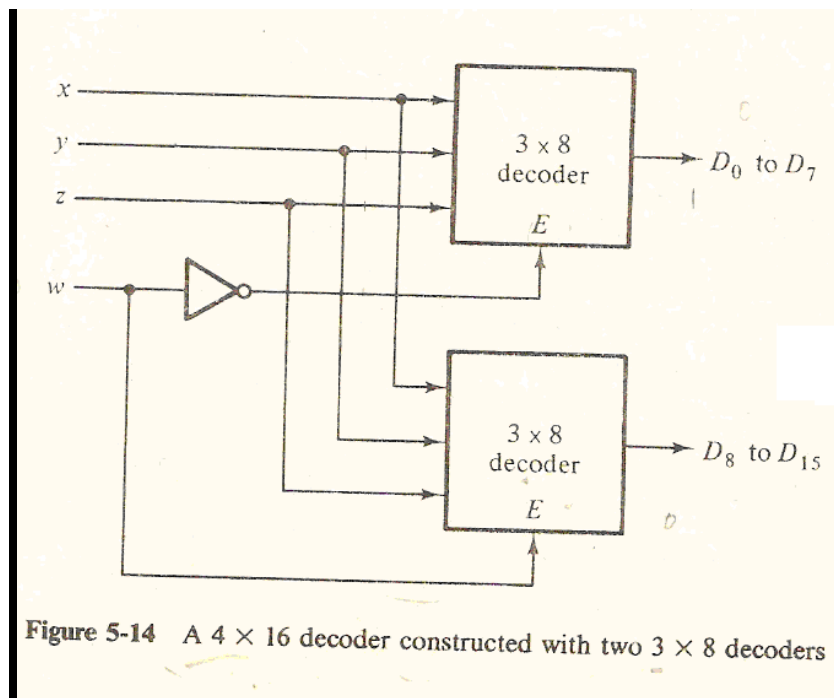 x
y
z
w
3 × 8
decoder
E
D₀ to D₇
3 × 8
decoder
E
D₈ to D₁₅
Figure 5-14 A 4 × 16 decoder constructed with two 3 × 8 decoders